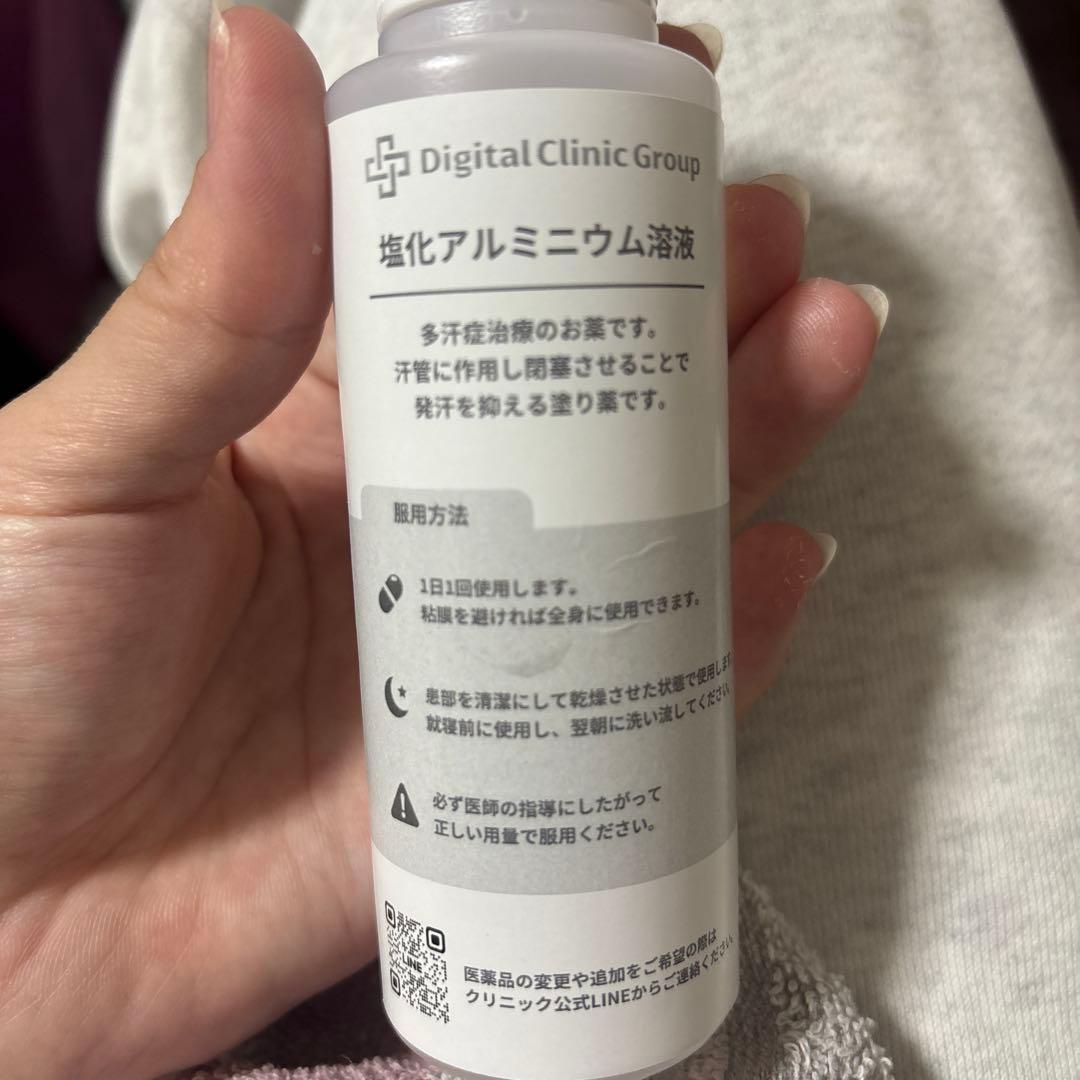 Digital Clinic Group
塩化アルミニウム溶液
多汗症治療のお薬です。
汗管に作用し閉塞させることで
発汗を抑える塗り薬です。
服用方法
1日1回使用します。
粘膜を避ければ全身に使用できます。
患部を清潔にして乾燥させた状態で使用します
就寝前に使用し、翌朝に洗い流してください。
必ず医師の指導にしたがって
正しい用量で服用ください。
LINE
医薬品の変更や追加をご希望の際は
クリニック公式LINEからご連絡ください。